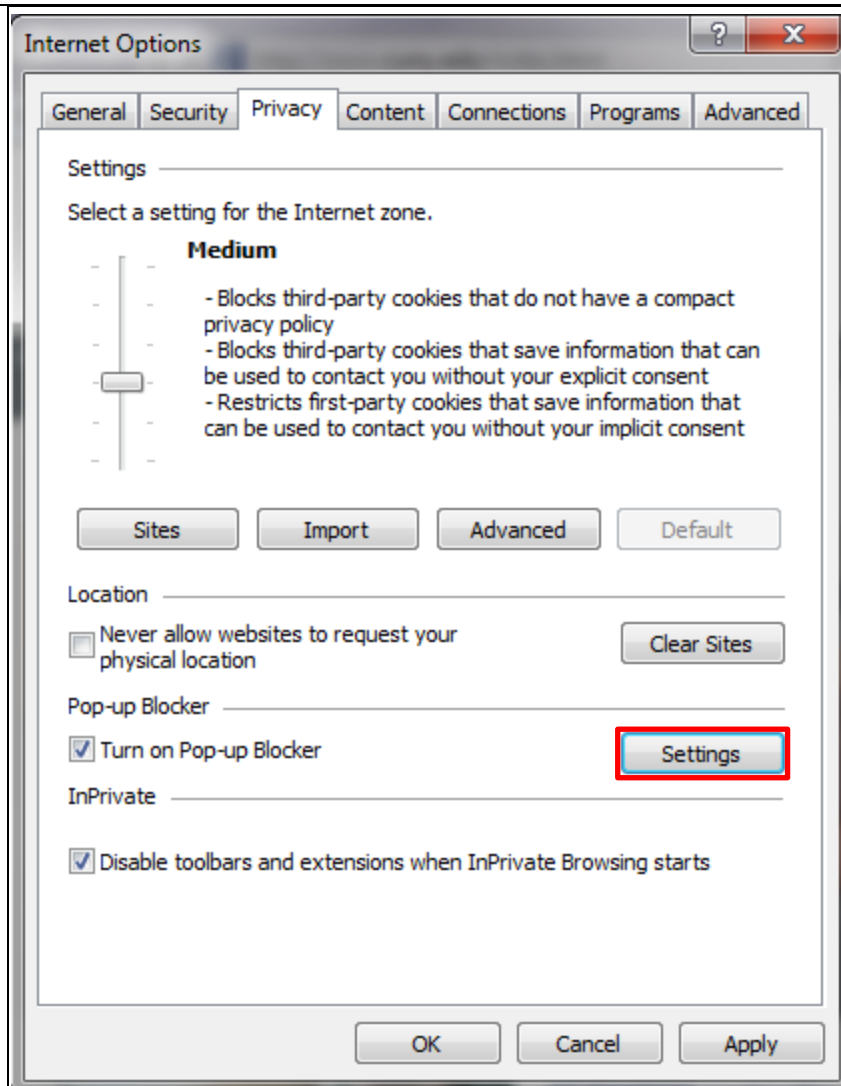 Internet Options
General Security Privacy Content Connections Programs Advanced
Settings
Select a setting for the Internet zone.
Medium
- Blocks third-party cookies that do not have a compact
privacy policy
- Blocks third-party cookies that save information that can
be used to contact you without your explicit consent
- Restricts first-party cookies that save information that
can be used to contact you without your implicit consent
Sites Import Advanced Default
Location
Never allow websites to request your
physical location
Clear Sites
Pop-up Blocker
Turn on Pop-up Blocker
Settings
InPrivate
Disable toolbars and extensions when InPrivate Browsing starts
OK Cancel Apply